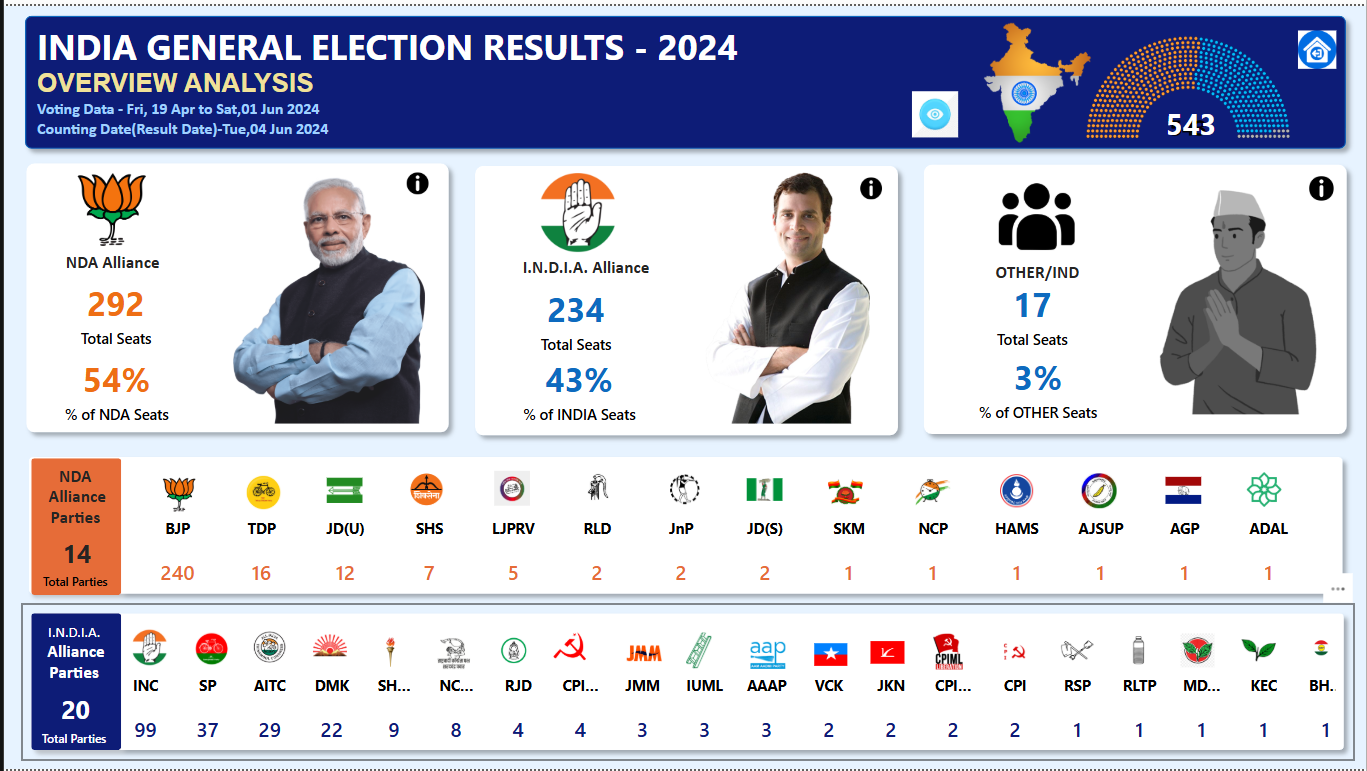 INDIA GENERAL ELECTION RESULTS - 2024
OVERVIEW ANALYSIS
Voting Data - Fri, 19 Apr to Sat,01 Jun 2024
Counting Date(Result Date)-Tue,04 Jun 2024
543
NDA Alliance
292
Total Seats
54%
% of NDA Seats
I.N.D.I.A. Alliance
234
Total Seats
43%
% of INDIA Seats
OTHER/IND
17
Total Seats
3%
% of OTHER Seats
NDA
Alliance
Parties
14
Total Parties
शिवसेना
BJP TDP JD(U) SHS LJPRV RLD JnP JD(S) SKM NCP HAMS AJSUP AGP ADAL
240 16 12 7 5 2 2 2 1 1 1 1 1 1
I.N.D.I.A.
Alliance
Parties
20
Total Parties
JMM aap CPIML
INC SP AITC DMK SH... NC... RJD CPI... JMM IUML AAAP VCK JKN CPI... CPI RSP RLTP MD... KEC BH..
99 37 29 22 9 8 4 4 3 3 3 2 2 2 2 1 1 1 1 1